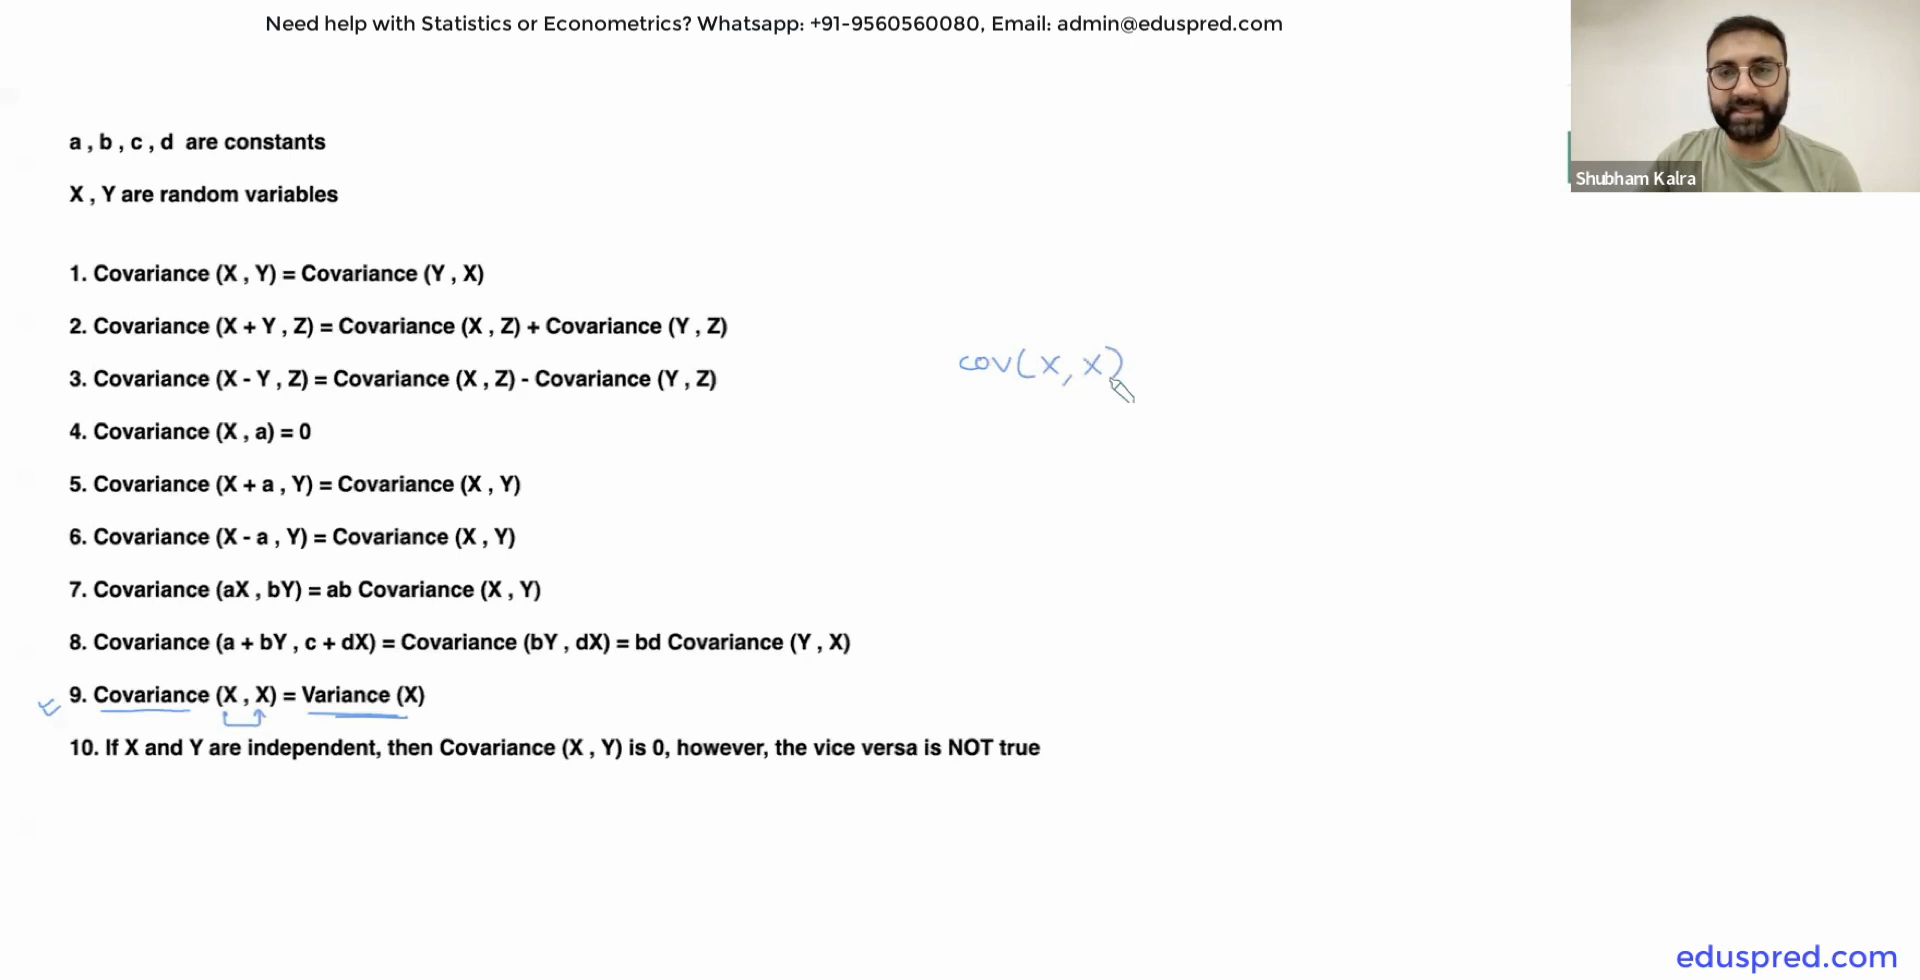 Need help with Statistics or Econometrics? Whatsapp: +91-9560560080, Email: admin@eduspred.com
Shubham Kalra
a , b , c , d are constants
X , Y are random variables
1. Covariance (X , Y) = Covariance (Y , X)
2. Covariance (X + Y , Z) = Covariance (X , Z) + Covariance (Y , Z)
cov(x, x)
3. Covariance (X - Y , Z) = Covariance (X , Z) - Covariance (Y , Z)
4. Covariance (X , a) = 0
5. Covariance (X + a , Y) = Covariance (X , Y)
6. Covariance (X - a , Y) = Covariance (X , Y)
7. Covariance (aX , bY) = ab Covariance (X , Y)
8. Covariance (a + bY , c + dX) = Covariance (bY , dX) = bd Covariance (Y , X)
9. Covariance (X , X) = Variance (X)
10. If X and Y are independent, then Covariance (X , Y) is 0, however, the vice versa is NOT true
eduspred.com